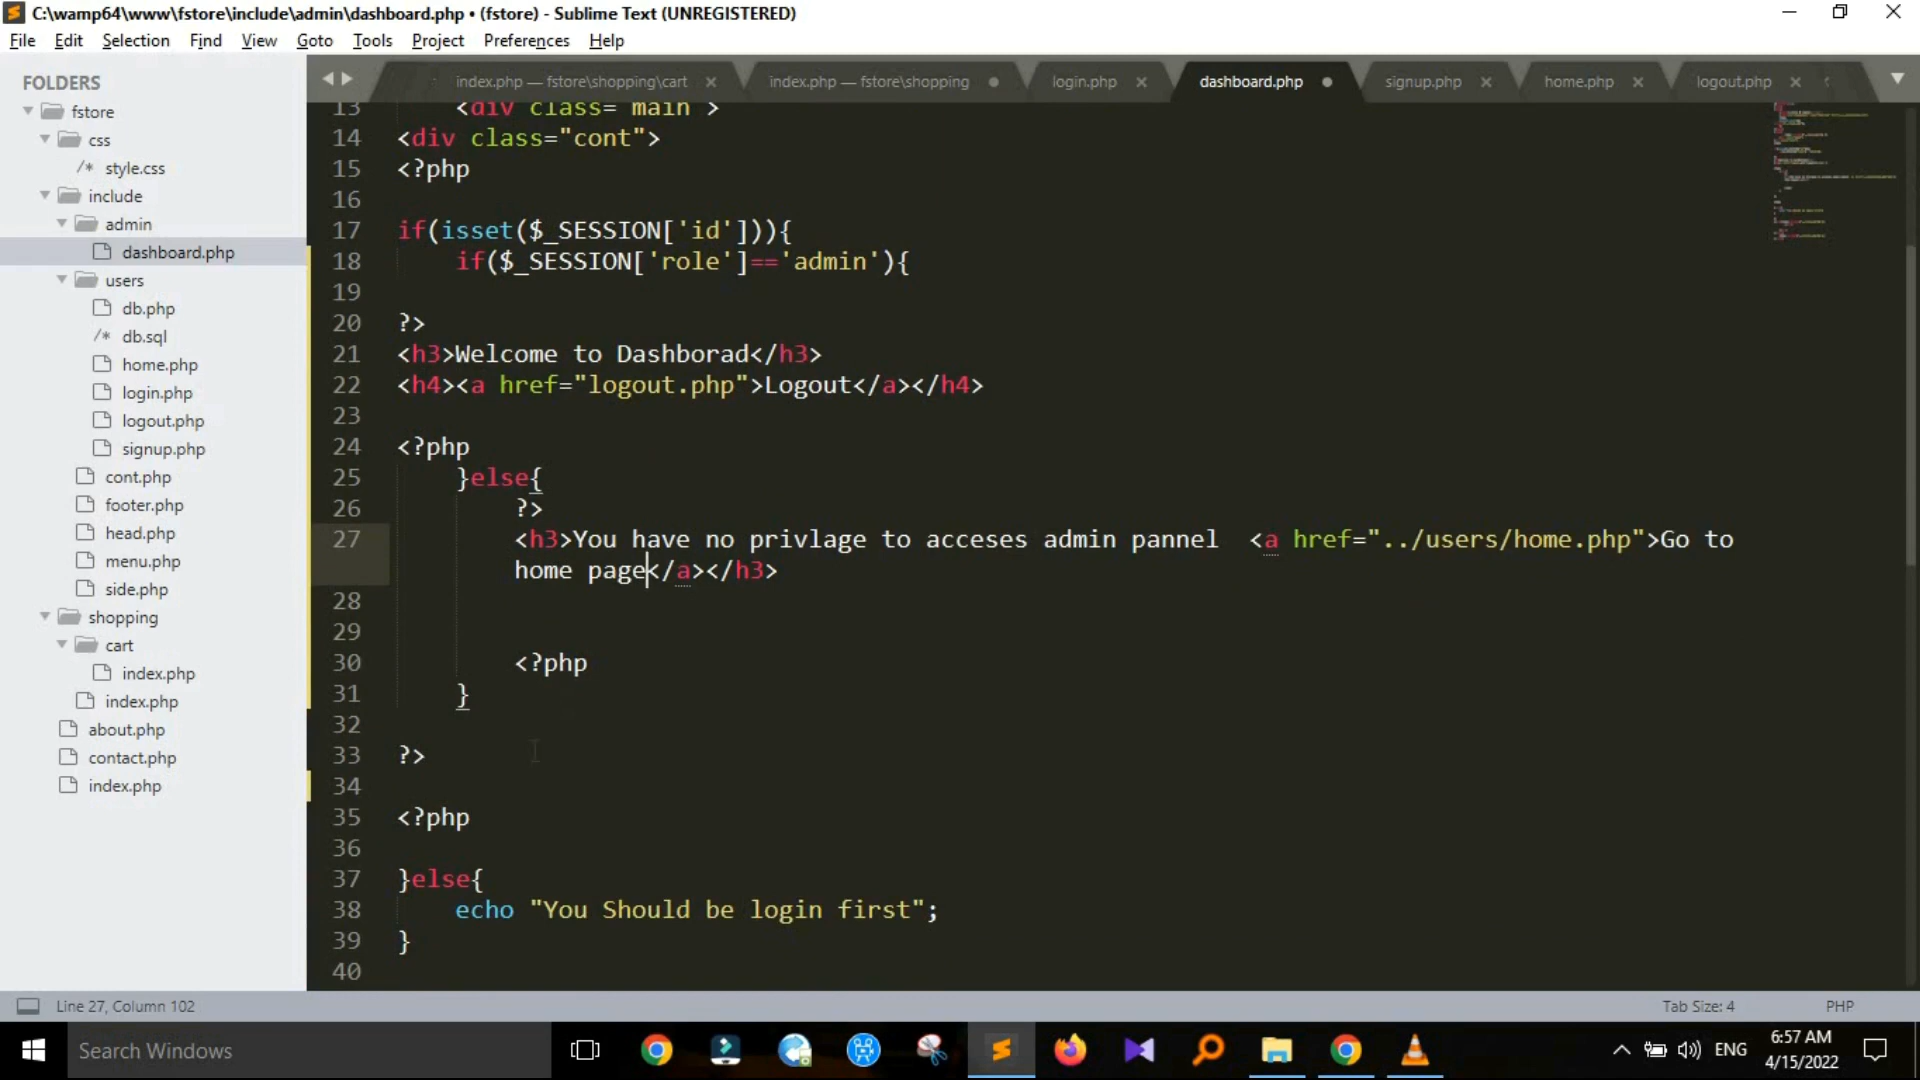 C:\wamp64\www\fstore\include\admin\dashboard.php • (fstore) - Sublime Text (UNREGISTERED)
File Edit Selection Find View Goto Tools Project Preferences Help
FOLDERS
fstore
css
/* style.css
include
admin
dashboard.php
users
db.php
/* db.sql
home.php
login.php
logout.php
signup.php
cont.php
footer.php
head.php
menu.php
side.php
shopping
cart
index.php
index.php
about.php
contact.php
index.php
index.php — fstore\shopping\cart index.php — fstore\shopping login.php dashboard.php signup.php home.php logout.php
13 <div class= main >
14 <div class="cont">
15 <?php
16
17 if(isset($_SESSION['id'])){
18 if($_SESSION['role']=='admin'){
19
20 ?>
21 <h3>Welcome to Dashborad</h3>
22 <h4><a href="logout.php">Logout</a></h4>
23
24 <?php
25 }else{
26 ?>
27 <h3>You have no privlage to acceses admin pannel  <a href="../users/home.php">Go to
home page</a></h3>
28
29
30 <?php
31 }
32
33 ?>
34
35 <?php
36
37 }else{
38 echo "You Should be login first";
39 }
40
Line 27, Column 102 Tab Size: 4 PHP
Search Windows
ENG
6:57 AM
4/15/2022